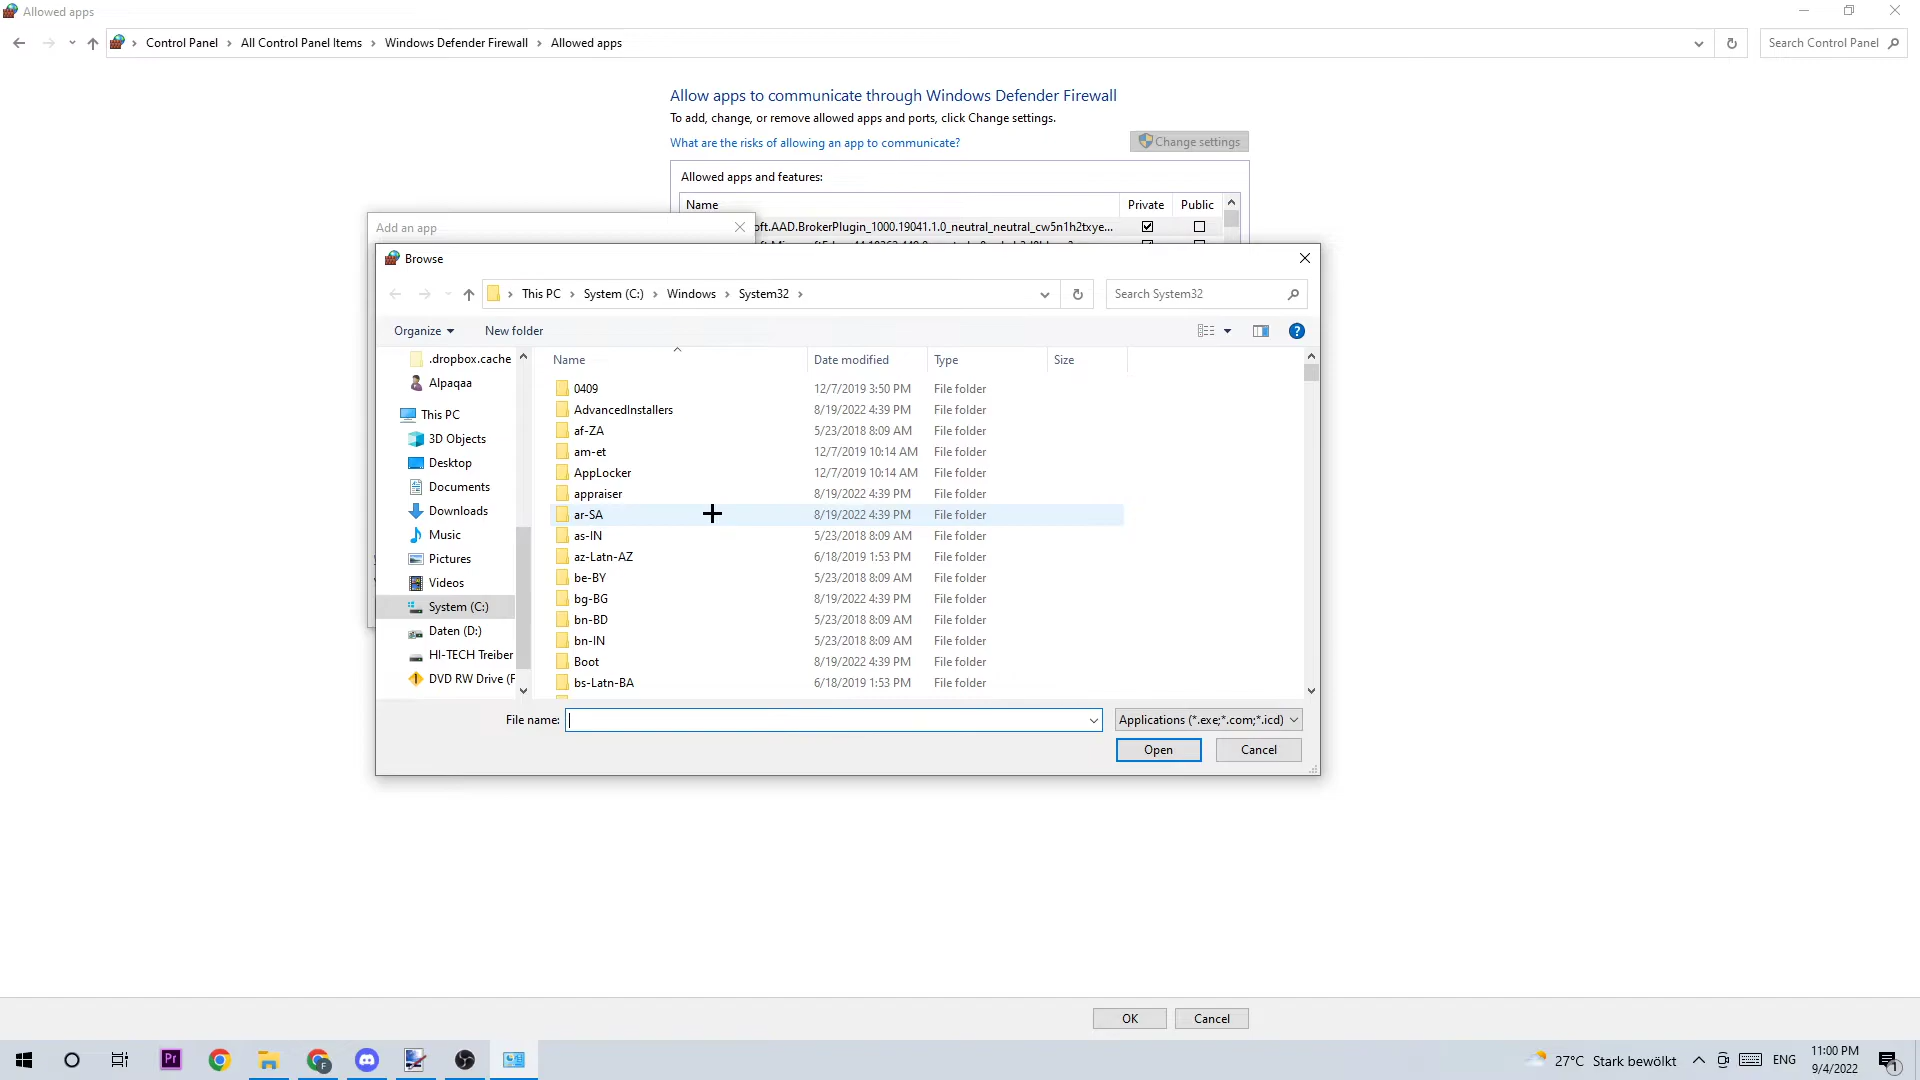 Allowed apps
Control Panel > All Control Panel Items > Windows Defender Firewall > Allowed apps
Search Control Panel
Allow apps to communicate through Windows Defender Firewall
To add, change, or remove allowed apps and ports, click Change settings.
What are the risks of allowing an app to communicate?
Change settings
Allowed apps and features:
Name Private Public
oft.AAD.BrokerPlugin_1000.19041.1.0_neutral_neutral_cw5n1h2txye...
Add an app
Browse
This PC > System (C:) > Windows > System32 >
Search System32
Organize New folder
.dropbox.cache
Alpaqaa
This PC
3D Objects
Desktop
Documents
Downloads
Music
Pictures
Videos
System (C:)
Daten (D:)
HI-TECH Treiber
DVD RW Drive (F
Name Date modified Type Size
0409 12/7/2019 3:50 PM File folder
AdvancedInstallers 8/19/2022 4:39 PM File folder
af-ZA 5/23/2018 8:09 AM File folder
am-et 12/7/2019 10:14 AM File folder
AppLocker 12/7/2019 10:14 AM File folder
appraiser 8/19/2022 4:39 PM File folder
ar-SA 8/19/2022 4:39 PM File folder
as-IN 5/23/2018 8:09 AM File folder
az-Latn-AZ 6/18/2019 1:53 PM File folder
be-BY 5/23/2018 8:09 AM File folder
bg-BG 8/19/2022 4:39 PM File folder
bn-BD 5/23/2018 8:09 AM File folder
bn-IN 5/23/2018 8:09 AM File folder
Boot 8/19/2022 4:39 PM File folder
bs-Latn-BA 6/18/2019 1:53 PM File folder
File name:
Applications (*.exe;*.com;*.icd)
Open Cancel
OK Cancel
Pr
F
27°C Stark bewölkt
ENG
11:00 PM
9/4/2022
1